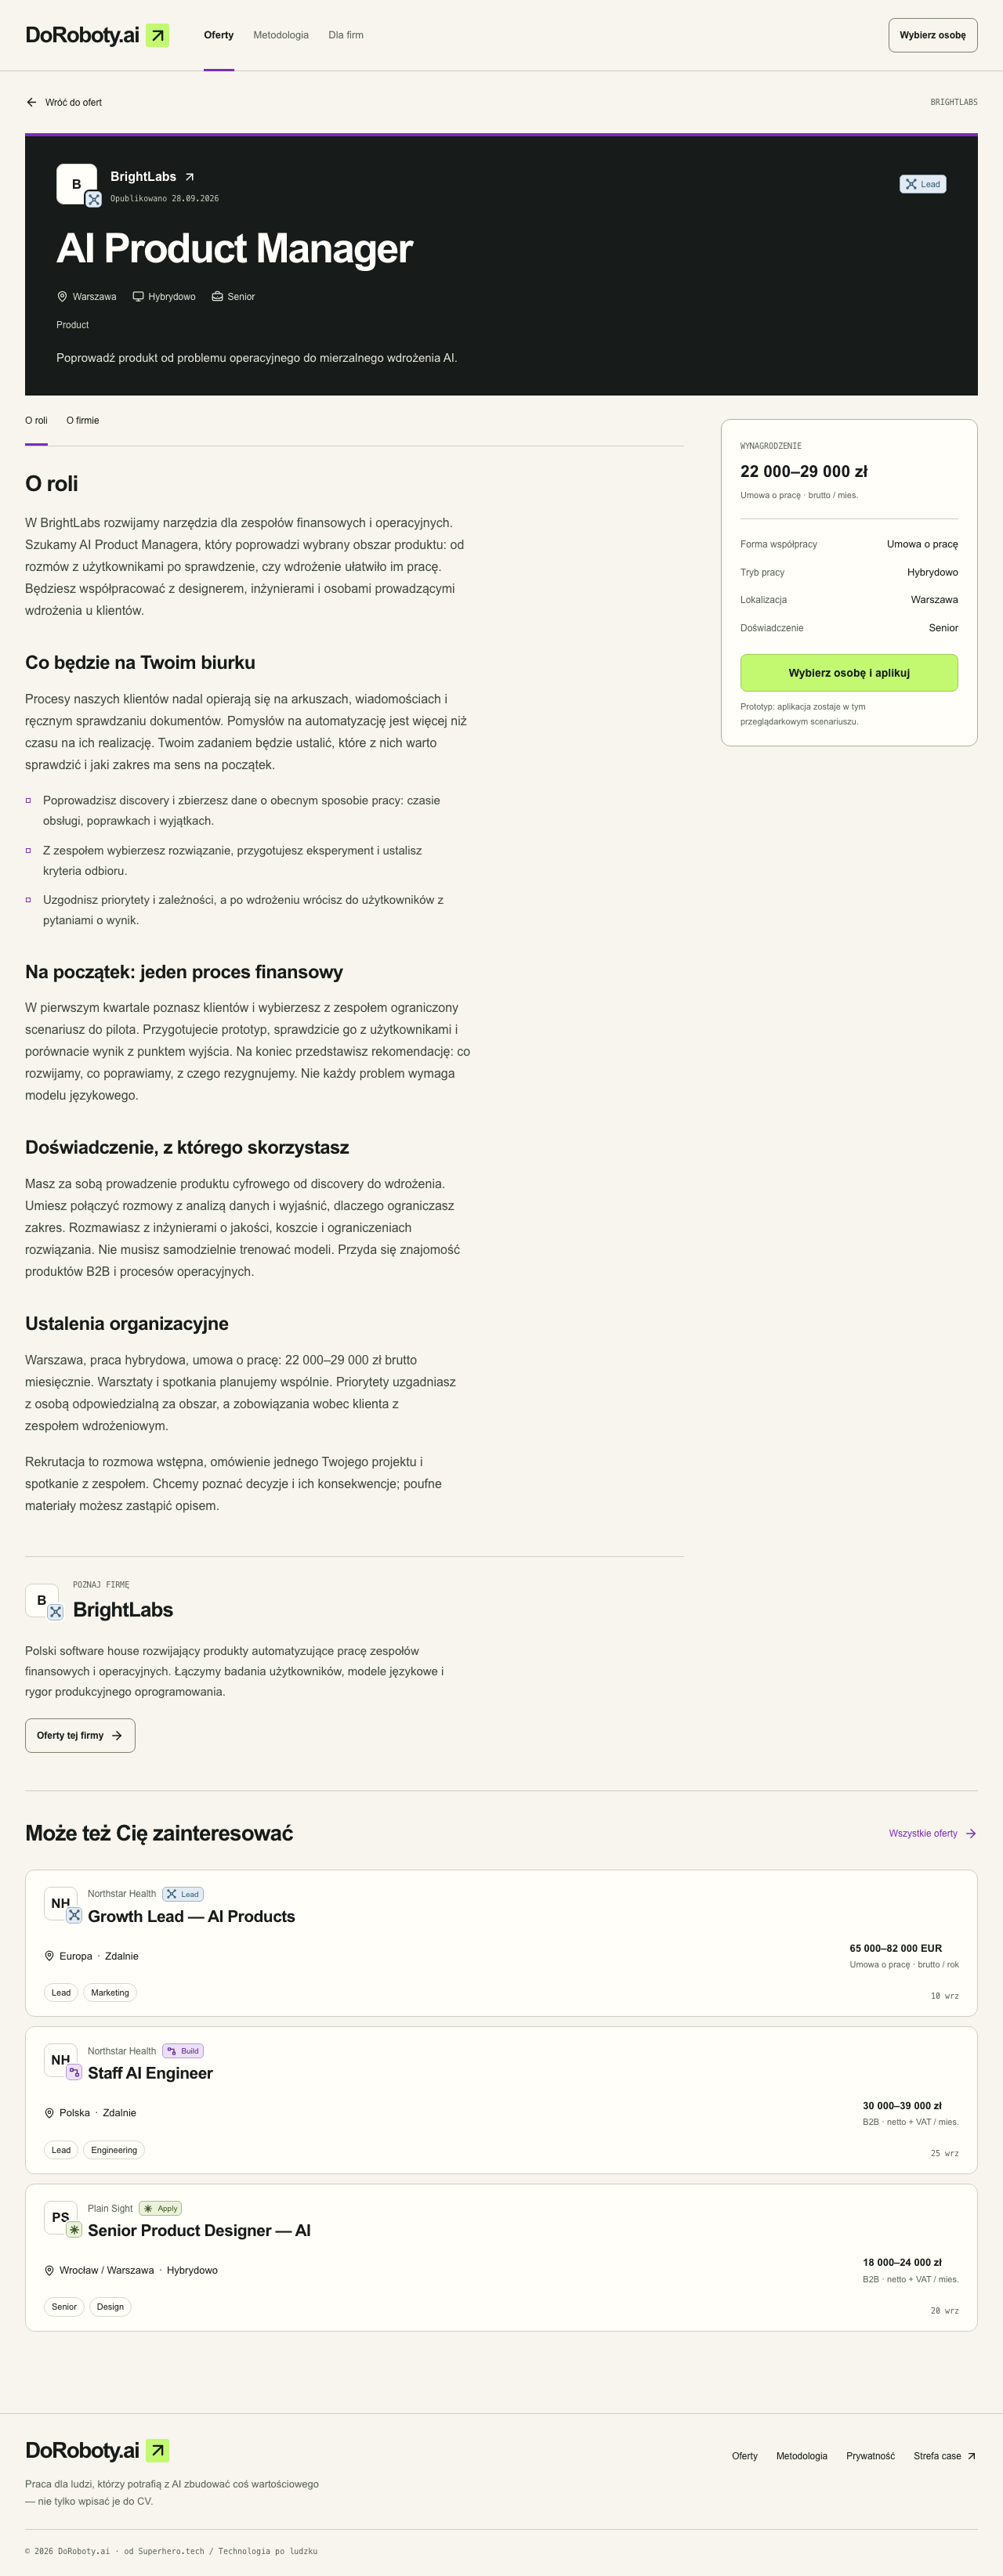 DoRoboty.ai
Oferty
Metodologia
Dla firm
Wybierz osobę
Wróć do ofert
BRIGHTLABS
B
BrightLabs
Opublikowano 28.09.2026
Lead
AI Product Manager
Warszawa
Hybrydowo
Senior
Product
Poprowadź produkt od problemu operacyjnego do mierzalnego wdrożenia AI.
O roli
O firmie
O roli
W BrightLabs rozwijamy narzędzia dla zespołów finansowych i operacyjnych.
Szukamy AI Product Managera, który poprowadzi wybrany obszar produktu: od
rozmów z użytkownikami po sprawdzenie, czy wdrożenie ułatwiło im pracę.
Będziesz współpracować z designerem, inżynierami i osobami prowadzącymi
wdrożenia u klientów.
Co będzie na Twoim biurku
Procesy naszych klientów nadal opierają się na arkuszach, wiadomościach i
ręcznym sprawdzaniu dokumentów. Pomysłów na automatyzację jest więcej niż
czasu na ich realizację. Twoim zadaniem będzie ustalić, które z nich warto
sprawdzić i jaki zakres ma sens na początek.
Poprowadzisz discovery i zbierzesz dane o obecnym sposobie pracy: czasie
obsługi, poprawkach i wyjątkach.
Z zespołem wybierzesz rozwiązanie, przygotujesz eksperyment i ustalisz
kryteria odbioru.
Uzgodnisz priorytety i zależności, a po wdrożeniu wrócisz do użytkowników z
pytaniami o wynik.
Na początek: jeden proces finansowy
W pierwszym kwartale poznasz klientów i wybierzesz z zespołem ograniczony
scenariusz do pilota. Przygotujecie prototyp, sprawdzicie go z użytkownikami i
porównacie wynik z punktem wyjścia. Na koniec przedstawisz rekomendację: co
rozwijamy, co poprawiamy, z czego rezygnujemy. Nie każdy problem wymaga
modelu językowego.
Doświadczenie, z którego skorzystasz
Masz za sobą prowadzenie produktu cyfrowego od discovery do wdrożenia.
Umiesz połączyć rozmowy z analizą danych i wyjaśnić, dlaczego ograniczasz
zakres. Rozmawiasz z inżynierami o jakości, koszcie i ograniczeniach
rozwiązania. Nie musisz samodzielnie trenować modeli. Przyda się znajomość
produktów B2B i procesów operacyjnych.
Ustalenia organizacyjne
Warszawa, praca hybrydowa, umowa o pracę: 22 000–29 000 zł brutto
miesięcznie. Warsztaty i spotkania planujemy wspólnie. Priorytety uzgadniasz
z osobą odpowiedzialną za obszar, a zobowiązania wobec klienta z
zespołem wdrożeniowym.
Rekrutacja to rozmowa wstępna, omówienie jednego Twojego projektu i
spotkanie z zespołem. Chcemy poznać decyzje i ich konsekwencje; poufne
materiały możesz zastąpić opisem.
WYNAGRODZENIE
22 000–29 000 zł
Umowa o pracę · brutto / mies.
Forma współpracy
Umowa o pracę
Tryb pracy
Hybrydowo
Lokalizacja
Warszawa
Doświadczenie
Senior
Wybierz osobę i aplikuj
Prototyp: aplikacja zostaje w tym
przeglądarkowym scenariuszu.
B
POZNAJ FIRMĘ
BrightLabs
Polski software house rozwijający produkty automatyzujące pracę zespołów
finansowych i operacyjnych. Łączymy badania użytkowników, modele językowe i
rygor produkcyjnego oprogramowania.
Oferty tej firmy
Może też Cię zainteresować
Wszystkie oferty
NH
Northstar Health
Lead
Growth Lead — AI Products
Europa · Zdalnie
65 000–82 000 EUR
Umowa o pracę · brutto / rok
Lead
Marketing
10 wrz
NH
Northstar Health
Build
Staff AI Engineer
Polska · Zdalnie
30 000–39 000 zł
B2B · netto + VAT / mies.
Lead
Engineering
25 wrz
PS
Plain Sight
Apply
Senior Product Designer — AI
Wrocław / Warszawa · Hybrydowo
18 000–24 000 zł
B2B · netto + VAT / mies.
Senior
Design
20 wrz
DoRoboty.ai
Praca dla ludzi, którzy potrafią z AI zbudować coś wartościowego
— nie tylko wpisać je do CV.
Oferty
Metodologia
Prywatność
Strefa case
© 2026 DoRoboty.ai · od Superhero.tech / Technologia po ludzku